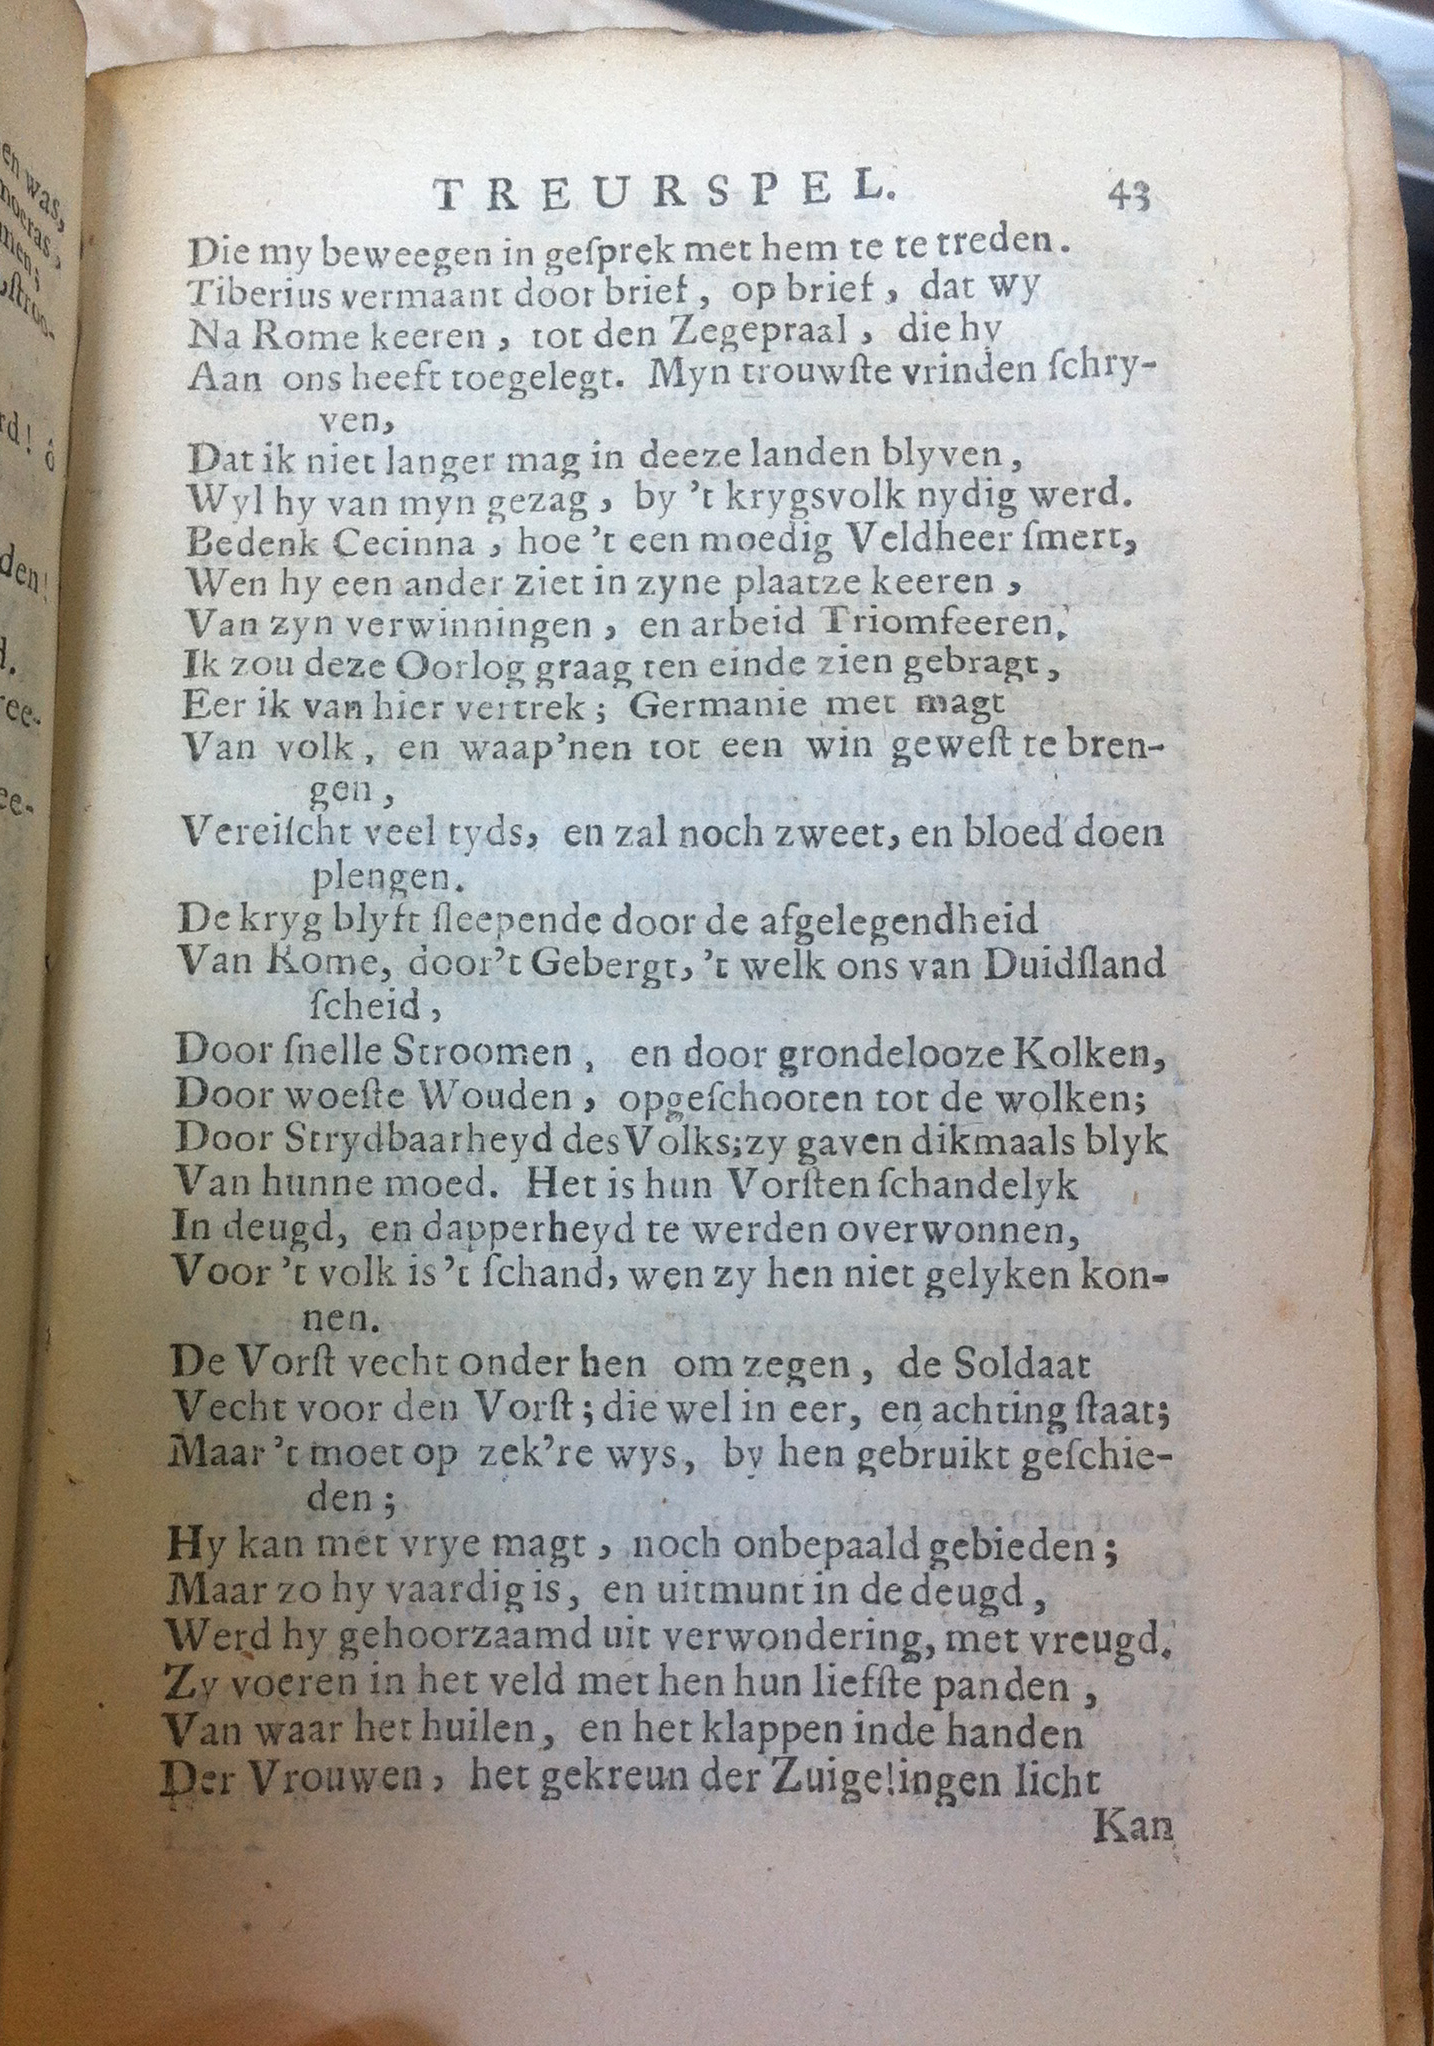 TREURSPEL. 43
Die my beweegen in geſprek met hem te te treden.
Tiberius vermaant door brief, op brief, dat wy
Na Rome keeren, tot den Zegepraal, die hy
Aan ons heeft toegelegt. Myn trouwſte vrinden ſchry-
ven,
Dat ik niet langer mag in deeze landen blyven,
Wyl hy van myn gezag, by 't krygsvolk nydig werd.
Bedenk Cecinna, hoe 't een moedig Veldheer ſmert,
Wen hy een ander ziet in zyne plaatze keeren,
Van zyn verwinningen, en arbeid Triomfeeren.
Ik zou deze Oorlog graag ten einde zien gebragt,
Eer ik van hier vertrek; Germanie met magt
Van volk, en waap'nen tot een win geweſt te bren-
gen,
Vereiſcht veel tyds, en zal noch zweet, en bloed doen
plengen.
De kryg blyft ſleepende door de afgelegendheid
Van Rome, door't Gebergt, 't welk ons van Duidſland
ſcheid,
Door ſnelle Stroomen, en door grondelooze Kolken,
Door woeſte Wouden, opgeſchooten tot de wolken;
Door Strydbaarheyd des Volks; zy gaven dikmaals blyk
Van hunne moed. Het is hun Vorſten ſchandelyk
In deugd, en dapperheyd te werden overwonnen,
Voor 't volk is 't ſchand, wen zy hen niet gelyken kon-
nen.
De Vorſt vecht onder hen om zegen, de Soldaat
Vecht voor den Vorſt; die wel in eer, en achting ſtaat;
Maar 't moet op zek're wys, by hen gebruikt geſchie-
den;
Hy kan met vrye magt, noch onbepaald gebieden;
Maar zo hy vaardig is, en uitmunt in de deugd,
Werd hy gehoorzaamd uit verwondering, met vreugd.
Zy voeren in het veld met hen hun liefſte panden,
Van waar het huilen, en het klappen inde handen
Der Vrouwen, het gekreun der Zuigelingen licht
Kan
en was,
rd! ô
den!
ree-
ee-